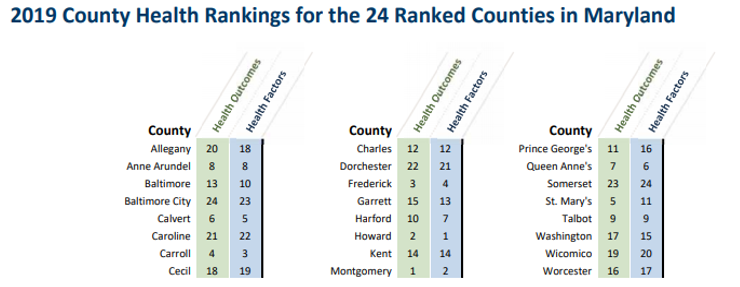 2019 County Health Rankings for the 24 Ranked Counties in Maryland
County Health Outcomes Health Factors
Allegany 20 18
Anne Arundel 8 8
Baltimore 13 10
Baltimore City 24 23
Calvert 6 5
Caroline 21 22
Carroll 4 3
Cecil 18 19
County Health Outcomes Health Factors
Charles 12 12
Dorchester 22 21
Frederick 3 4
Garrett 15 13
Harford 10 7
Howard 2 1
Kent 14 14
Montgomery 1 2
County Health Outcomes Health Factors
Prince George's 11 16
Queen Anne's 7 6
Somerset 23 24
St. Mary's 5 11
Talbot 9 9
Washington 17 15
Wicomico 19 20
Worcester 16 17